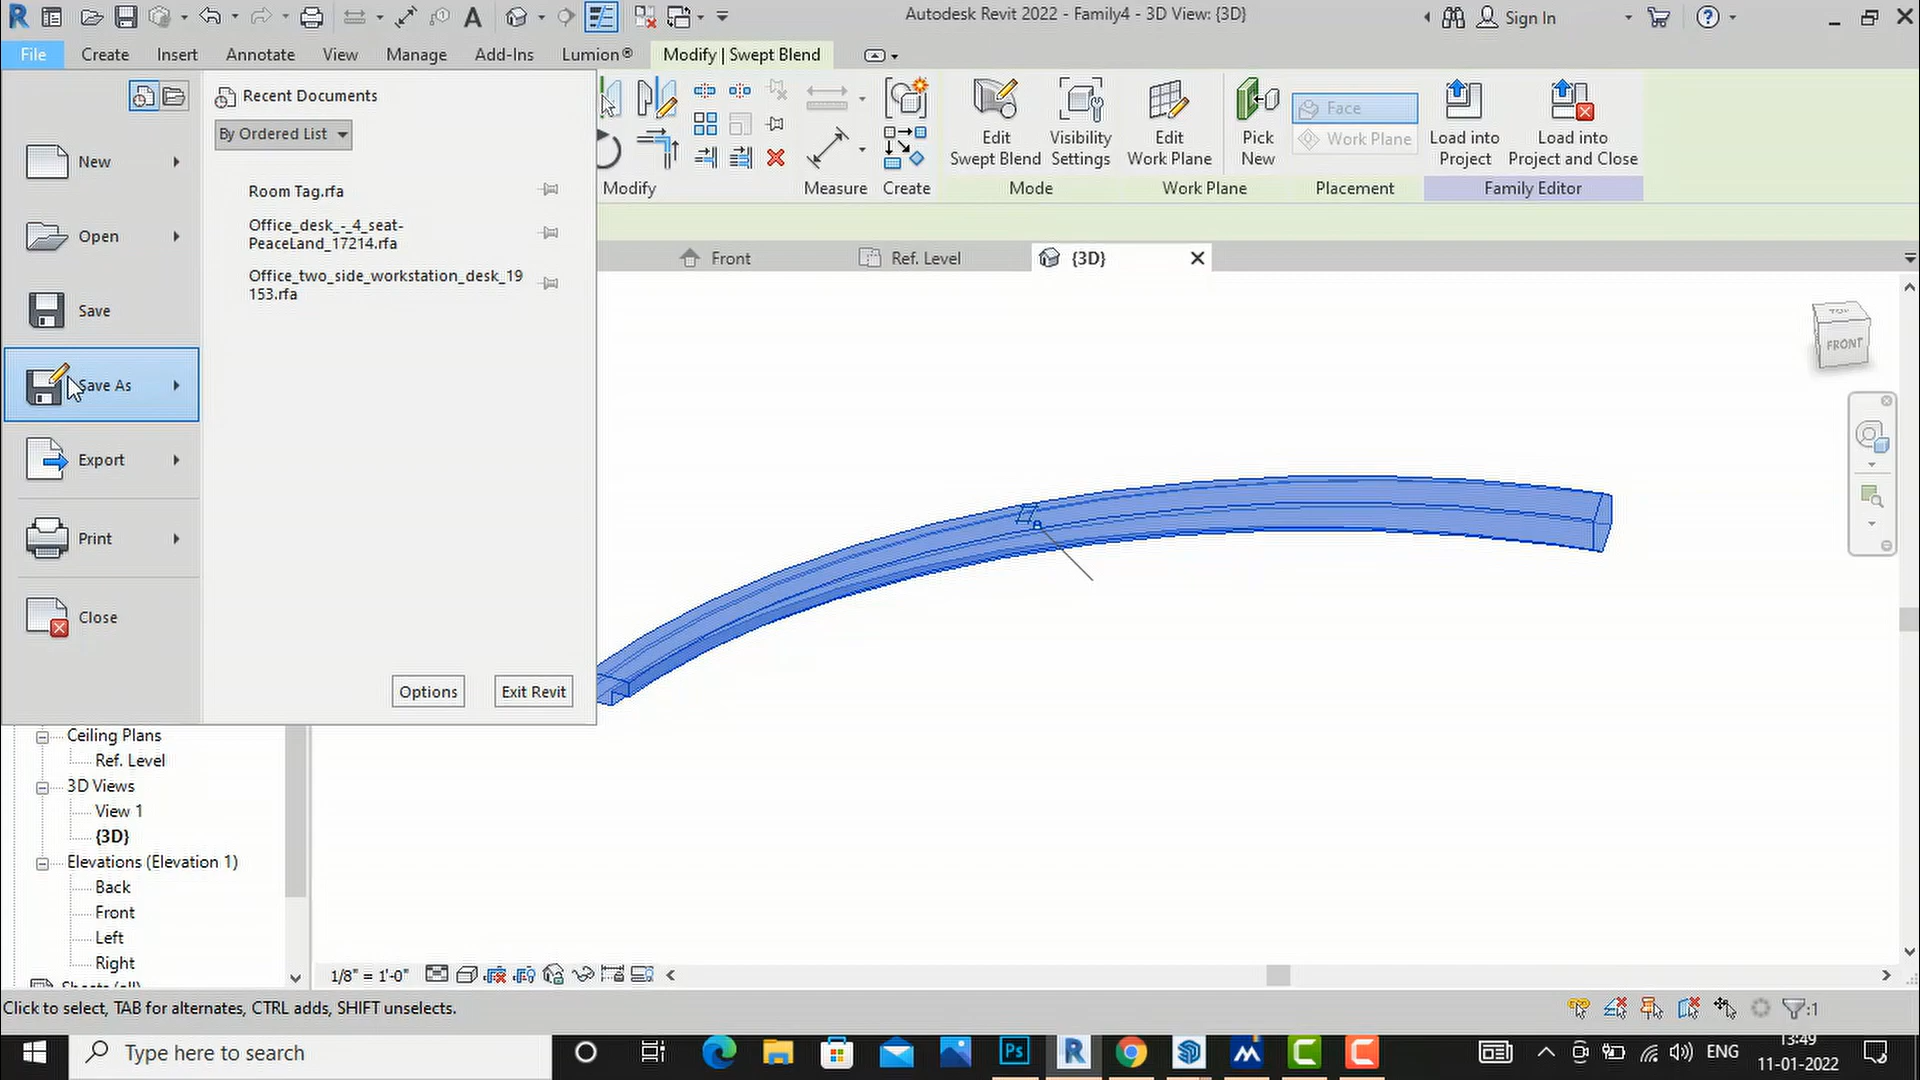 Autodesk Revit 2022 - Family4 - 3D View: {3D}
Sign In
File
Create
Insert
Annotate
View
Manage
Add-Ins
Lumion®
Modify | Swept Blend
Recent Documents
By Ordered List
Room Tag.rfa
Office_desk_-_4_seat-
PeaceLand_17214.rfa
Office_two_side_workstation_desk_19
153.rfa
New
Open
Save
Save As
Export
Print
Close
Options
Exit Revit
Edit
Swept Blend
Visibility
Settings
Edit
Work Plane
Pick
New
Face
Work Plane
Load into
Project
Load into
Project and Close
Modify
Measure
Create
Mode
Work Plane
Placement
Family Editor
Front
Ref. Level
{3D}
TOP
FRONT
Ceiling Plans
Ref. Level
3D Views
View 1
{3D}
Elevations (Elevation 1)
Back
Front
Left
Right
Sheets (all)
1/8" = 1'-0"
Click to select, TAB for alternates, CTRL adds, SHIFT unselects.
:1
Type here to search
Ps
ENG
13:49
11-01-2022